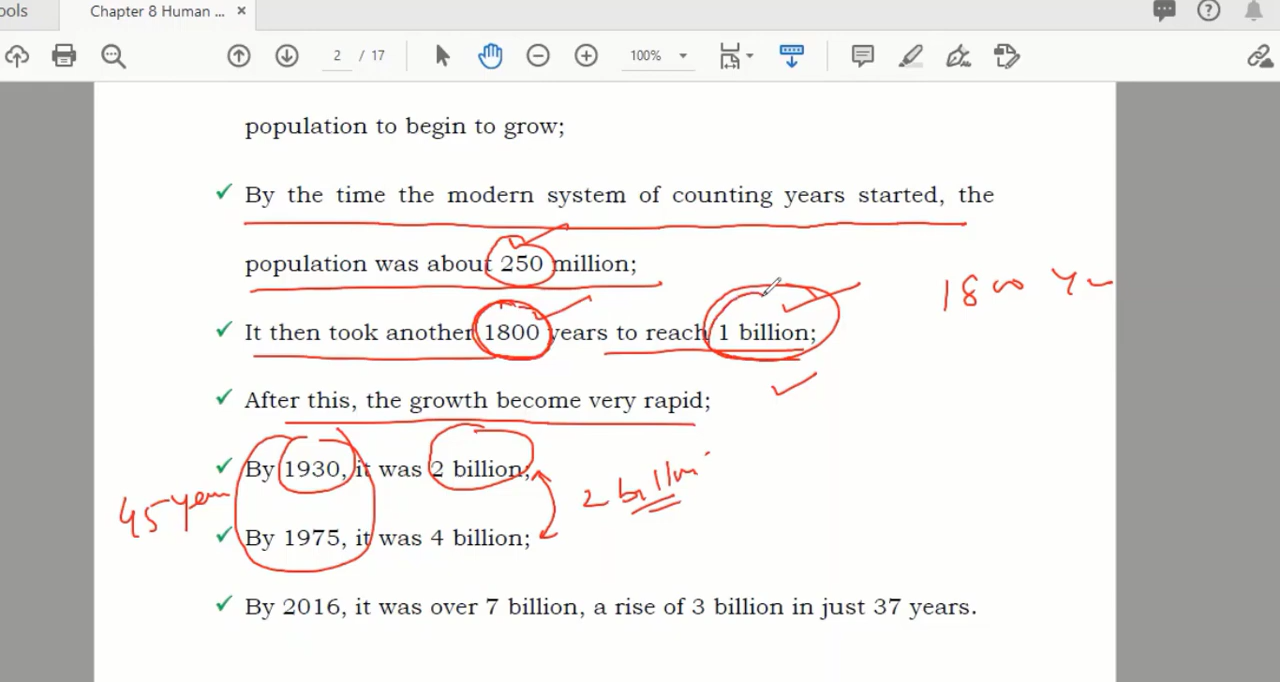 ools
Chapter 8 Human ... ×
2 / 17
100%
population to begin to grow;
By the time the modern system of counting years started, the
population was about 250 million;
1800
It then took another 1800 years to reach 1 billion;
After this, the growth become very rapid;
By 1930, it was 2 billion;
45 year
2 billion
By 1975, it was 4 billion;
By 2016, it was over 7 billion, a rise of 3 billion in just 37 years.